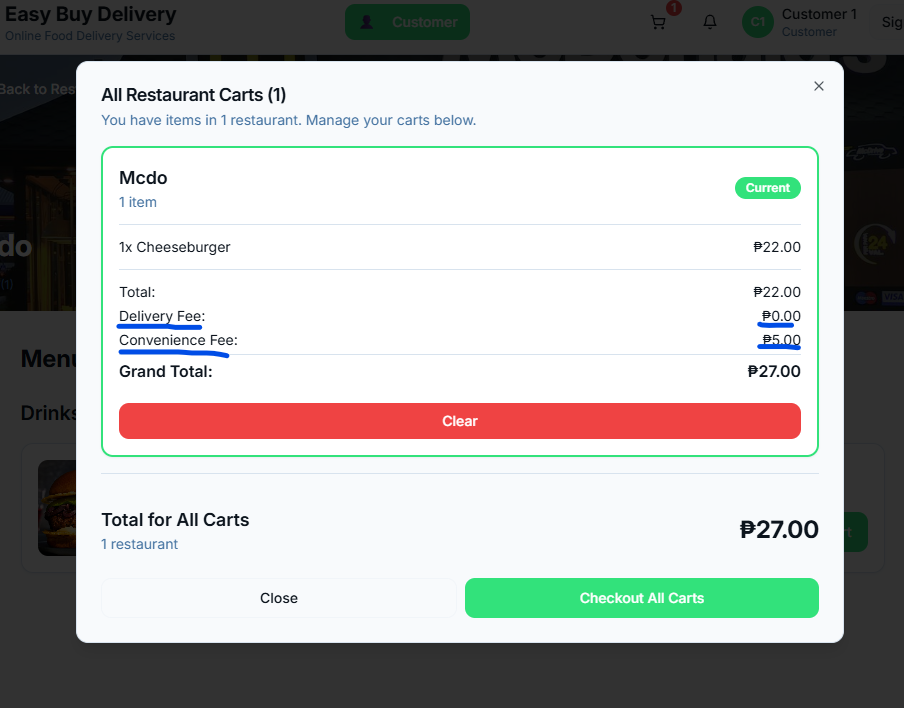 Easy Buy Delivery
Online Food Delivery Services
Customer
1
C1
Customer 1
Customer
Sig
Back to Res
All Restaurant Carts (1)
You have items in 1 restaurant. Manage your carts below.
Mcdo
1 item
Current
1x Cheeseburger ₱22.00
Total: ₱22.00
Delivery Fee: ₱0.00
Convenience Fee: ₱5.00
Grand Total: ₱27.00
Clear
do
24
(1)
VISA
Menu
Drinks
Total for All Carts
1 restaurant
₱27.00
Close
Checkout All Carts